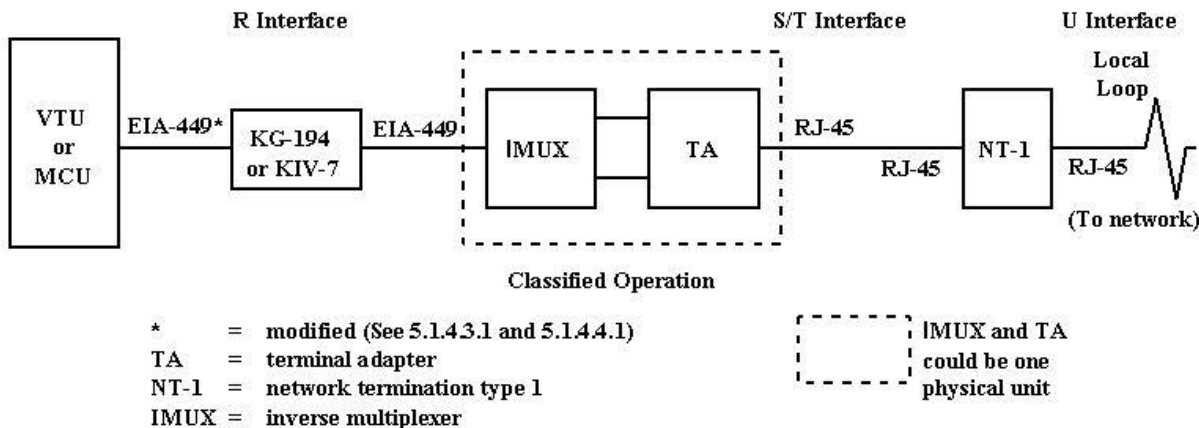 R Interface
S/T Interface
U Interface
VTU
or
MCU
EIA-449*
KG-194
or KIV-7
EIA-449
IMUX
TA
RJ-45
RJ-45
NT-1
RJ-45
Local
Loop
(To network)
Classified Operation
* = modified (See 5.1.4.3.1 and 5.1.4.4.1)
TA = terminal adapter
NT-1 = network termination type 1
IMUX = inverse multiplexer
IMUX and TA
could be one
physical unit